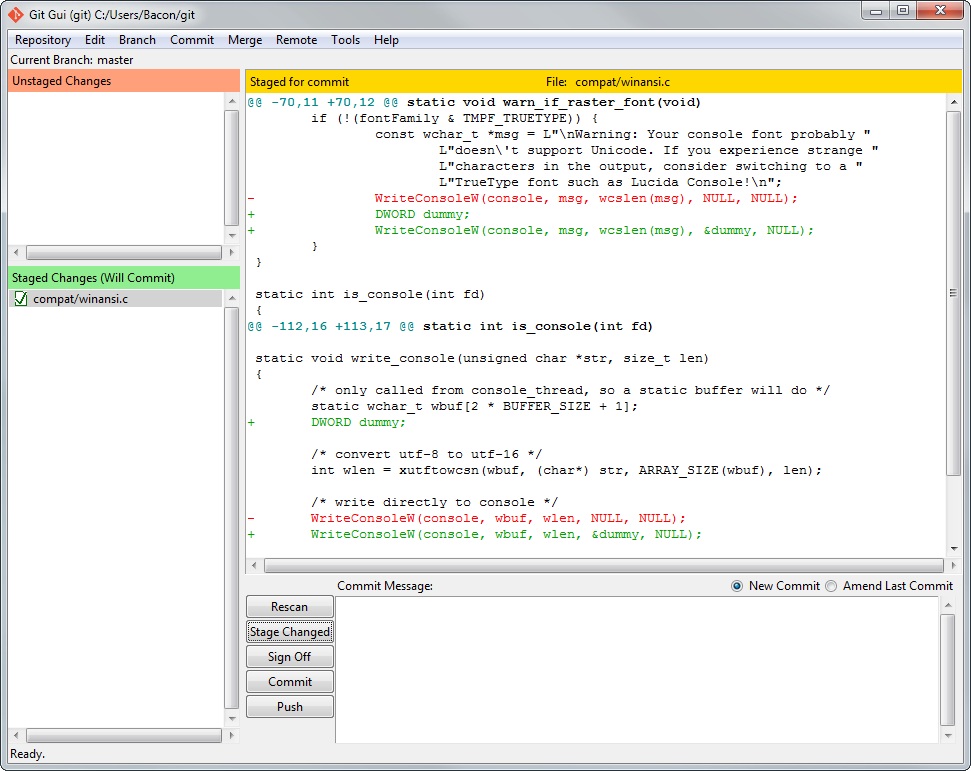 Git Gui (git) C:/Users/Bacon/git
Repository Edit Branch Commit Merge Remote Tools Help
Current Branch: master
Unstaged Changes
Staged Changes (Will Commit)
compat/winansi.c
Staged for commit File: compat/winansi.c
@@ -70,11 +70,12 @@ static void warn_if_raster_font(void)
        if (!(fontFamily & TMPF_TRUETYPE)) {
                const wchar_t *msg = L"\nWarning: Your console font probably "
                        L"doesn\'t support Unicode. If you experience strange "
                        L"characters in the output, consider switching to a "
                        L"TrueType font such as Lucida Console!\n";
-               WriteConsoleW(console, msg, wcslen(msg), NULL, NULL);
+               DWORD dummy;
+               WriteConsoleW(console, msg, wcslen(msg), &dummy, NULL);
        }
 }
 static int is_console(int fd)
 {
@@ -112,16 +113,17 @@ static int is_console(int fd)
 static void write_console(unsigned char *str, size_t len)
 {
        /* only called from console_thread, so a static buffer will do */
        static wchar_t wbuf[2 * BUFFER_SIZE + 1];
+       DWORD dummy;
        /* convert utf-8 to utf-16 */
        int wlen = xutftowcsn(wbuf, (char*) str, ARRAY_SIZE(wbuf), len);
        /* write directly to console */
-       WriteConsoleW(console, wbuf, wlen, NULL, NULL);
+       WriteConsoleW(console, wbuf, wlen, &dummy, NULL);
Commit Message: New Commit Amend Last Commit
Rescan
Stage Changed
Sign Off
Commit
Push
Ready.